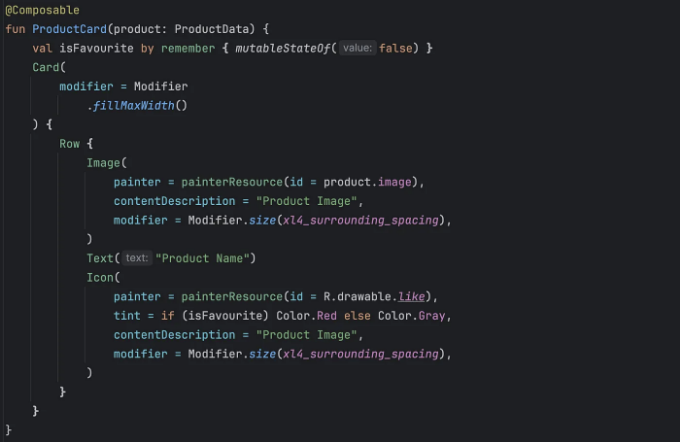 @Composable
fun ProductCard(product: ProductData) {
    val isFavourite by remember { mutableStateOf( value: false) }
    Card(
        modifier = Modifier
            .fillMaxWidth()
    ) {
        Row {
            Image(
                painter = painterResource(id = product.image),
                contentDescription = "Product Image",
                modifier = Modifier.size(xl4_surrounding_spacing),
            )
            Text( text: "Product Name")
            Icon(
                painter = painterResource(id = R.drawable.like),
                tint = if (isFavourite) Color.Red else Color.Gray,
                contentDescription = "Product Image",
                modifier = Modifier.size(xl4_surrounding_spacing),
            )
        }
    }
}